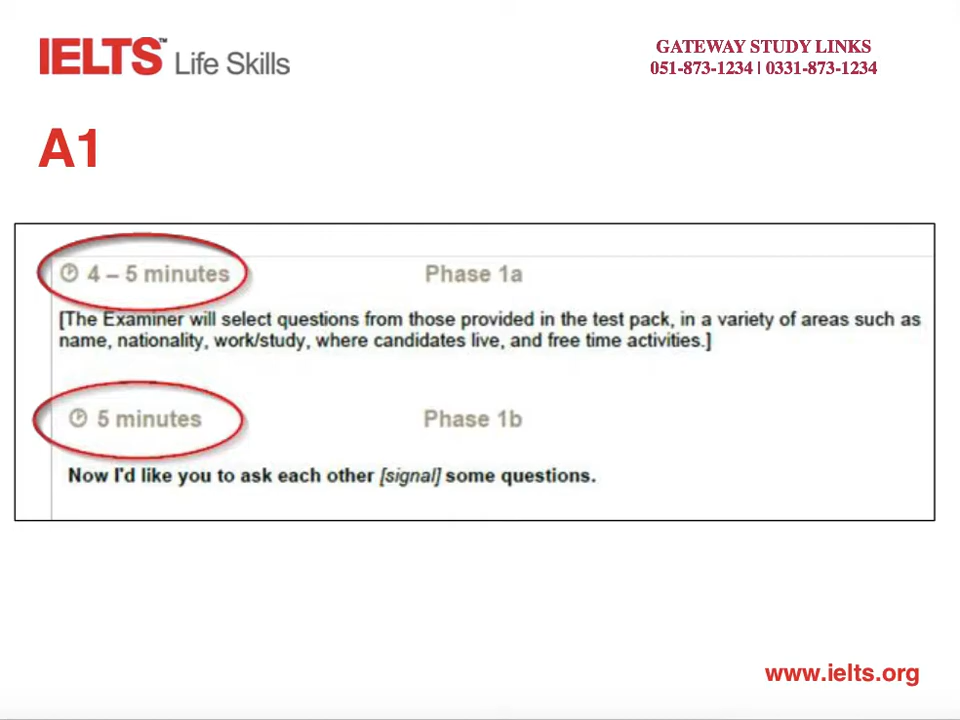 IELTS™ Life Skills
GATEWAY STUDY LINKS
051-873-1234 | 0331-873-1234
A1
4 – 5 minutes Phase 1a
[The Examiner will select questions from those provided in the test pack, in a variety of areas such as
name, nationality, work/study, where candidates live, and free time activities.]
5 minutes Phase 1b
Now I'd like you to ask each other [signal] some questions.
www.ielts.org